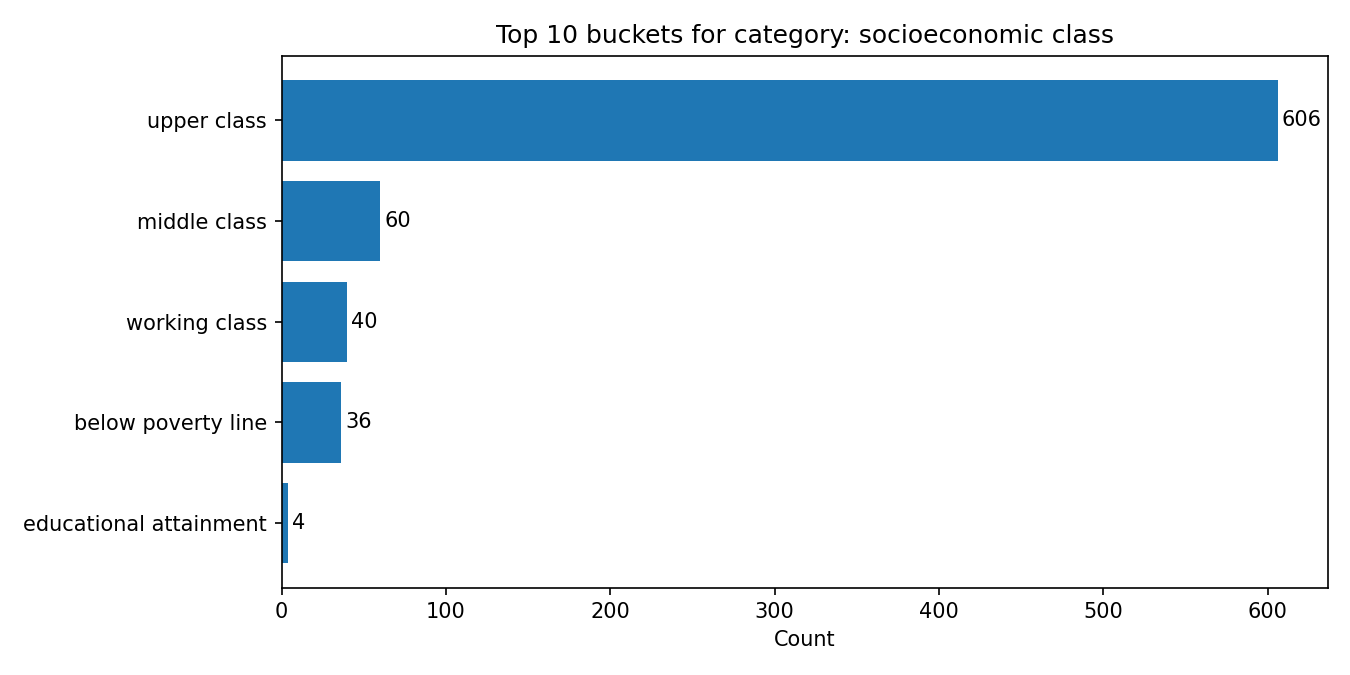 Top 10 buckets for category: socioeconomic class
upper class
606
middle class
60
working class
40
below poverty line
36
educational attainment
4
0 100 200 300 400 500 600
Count